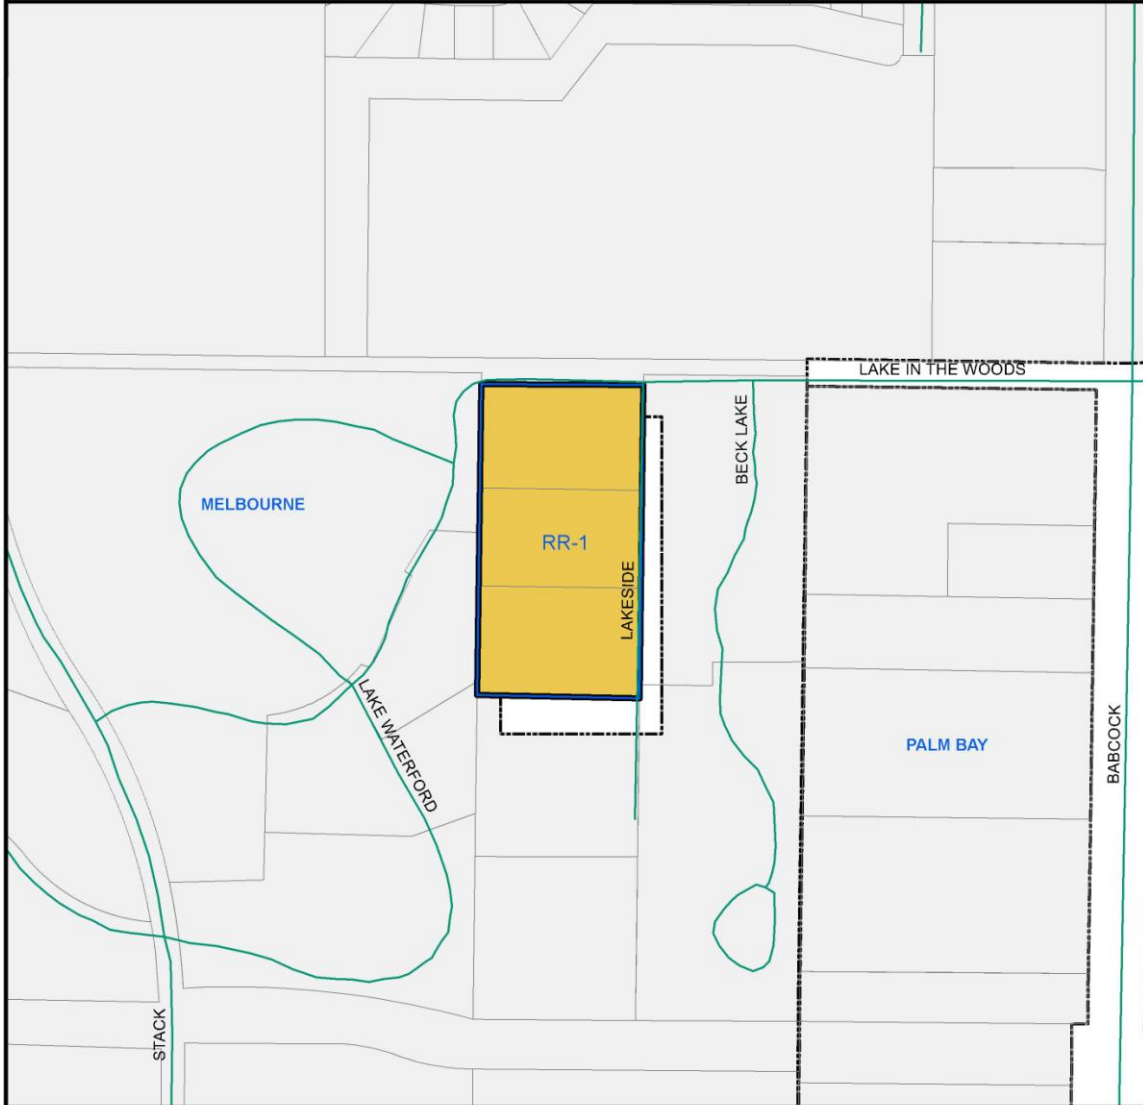 LAKE IN THE WOODS
BECK LAKE
MELBOURNE
RR-1
LAKESIDE
LAKE WATERFORD
PALM BAY
BABCOCK
STACK